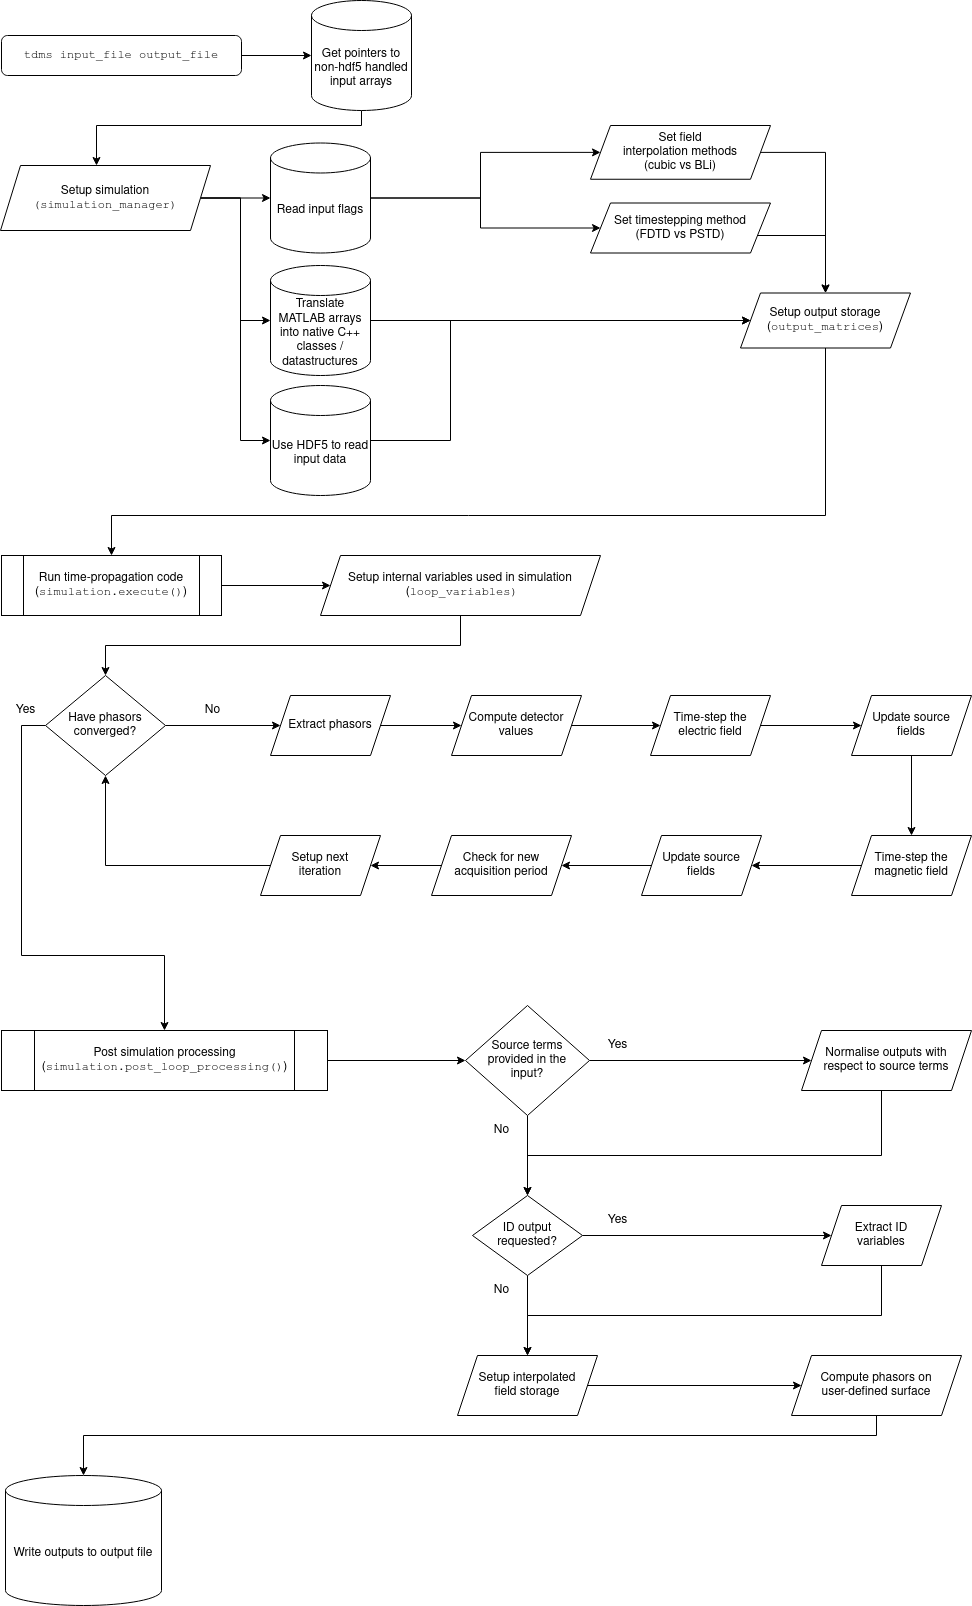 tdms input_file output_file
Get pointers to
non-hdf5 handled
input arrays
Setup simulation
(simulation_manager)
Read input flags
Set field
interpolation methods
(cubic vs BLi)
Set timestepping method
(FDTD vs PSTD)
Translate
MATLAB arrays
into native C++
classes /
datastructures
Setup output storage
(output_matrices)
Use HDF5 to read
input data
Run time-propagation code
(simulation.execute())
Setup internal variables used in simulation
(loop_variables)
Yes
Have phasors
converged?
No
Extract phasors
Compute detector
values
Time-step the
electric field
Update source
fields
Setup next
iteration
Check for new
acquisition period
Update source
fields
Time-step the
magnetic field
Post simulation processing
(simulation.post_loop_processing())
Source terms
provided in the
input?
Yes
Normalise outputs with
respect to source terms
No
ID output
requested?
Yes
Extract ID
variables
No
Setup interpolated
field storage
Compute phasors on
user-defined surface
Write outputs to output file